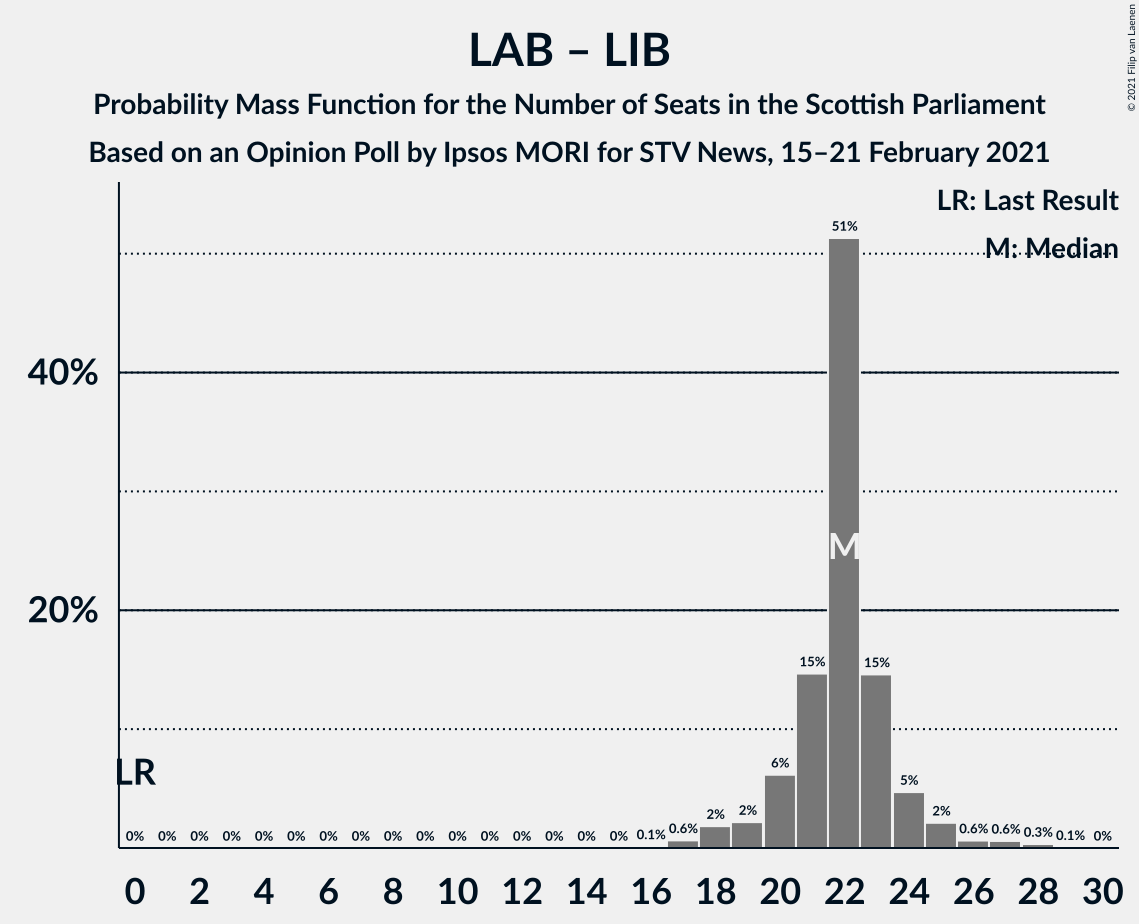 LAB – LIB
Probability Mass Function for the Number of Seats in the Scottish Parliament
Based on an Opinion Poll by Ipsos MORI for STV News, 15–21 February 2021
© 2021 Filip van Laenen
LR: Last Result
M: Median
40%
20%
51%
M
15% 15%
LR
6% 5%
0% 0% 0% 0% 0% 0% 0% 0% 0% 0% 0% 0% 0% 0% 0% 0% 0.1% 0.6% 2% 2% 2% 0.6% 0.6% 0.3% 0.1% 0%
0 2 4 6 8 10 12 14 16 18 20 22 24 26 28 30